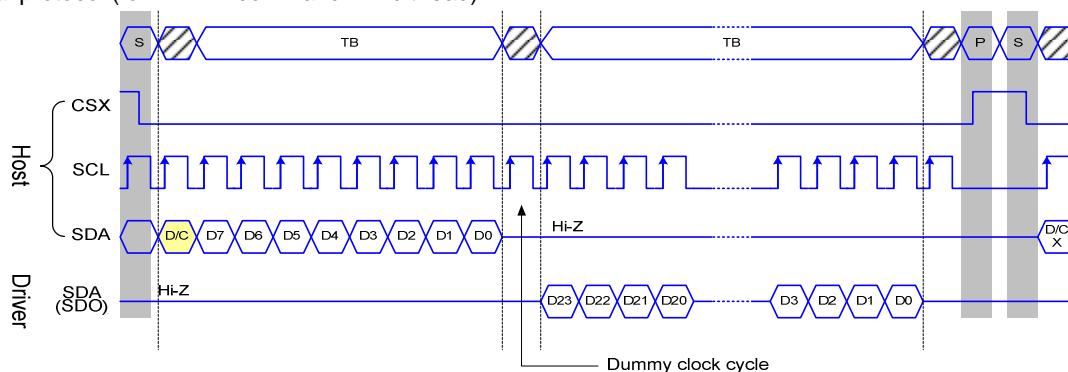 S TB TB P S
CSX
Host
SCL
SDA D/C D7 D6 D5 D4 D3 D2 D1 D0 Hi-Z D/C
X
Driver
SDA Hi-Z
(SDO) D23 D22 D21 D20 D3 D2 D1 D0
Dummy clock cycle